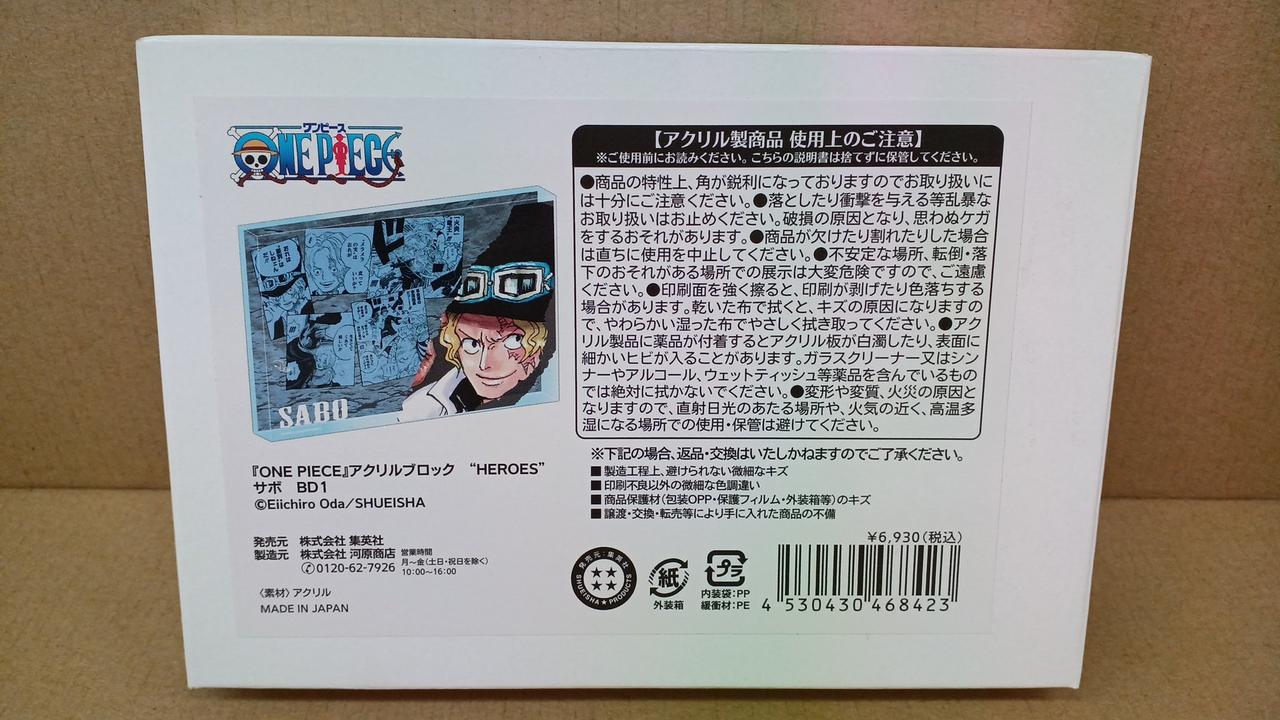 ワンピース
ONE PIECE
SABO
『ONE PIECE』アクリルブロック “HEROES”
サボ BD1
©Eiichiro Oda/SHUEISHA
発売元 株式会社 集英社
製造元 株式会社 河原商店
✆0120-62-7926
営業時間
月〜金(土日・祝日を除く)
10:00〜16:00
〈素材〉アクリル
MADE IN JAPAN
【アクリル製商品 使用上のご注意】
※ご使用前にお読みください。こちらの説明書は捨てずに保管してください。
●商品の特性上、角が鋭利になっておりますのでお取り扱いに
は十分にご注意ください。●落としたり衝撃を与える等乱暴な
お取り扱いはお止めください。破損の原因となり、思わぬケガ
をするおそれがあります。●商品が欠けたり割れたりした場合
は直ちに使用を中止してください。●不安定な場所、転倒・落
下のおそれがある場所での展示は大変危険ですので、ご遠慮
ください。●印刷面を強く擦ると、印刷が剥げたり色落ちする
場合があります。乾いた布で拭くと、キズの原因になりますの
で、やわらかい湿った布でやさしく拭き取ってください。●アク
リル製品に薬品が付着するとアクリル板が白濁したり、表面に
細かいヒビが入ることがあります。ガラスクリーナー又はシン
ナーやアルコール、ウェットティッシュ等薬品を含んでいるもの
では絶対に拭かないでください。●変形や変質、火災の原因と
なりますので、直射日光のあたる場所や、火気の近く、高温多
湿になる場所での使用・保管は避けてください。
※下記の場合、返品・交換はいたしかねますのでご了承ください。
■製造工程上、避けられない微細なキズ
■印刷不良以外の微細な色調違い
■商品保護材(包装OPP・保護フィルム・外装箱等)のキズ
■譲渡・交換・転売等により手に入れた商品の不備
¥6,930(税込)
発売元:集英社
SHUEISHA★PRODUCTS
紙
外装箱
プラ
内装袋:PP
緩衝材:PE
4 530430 468423